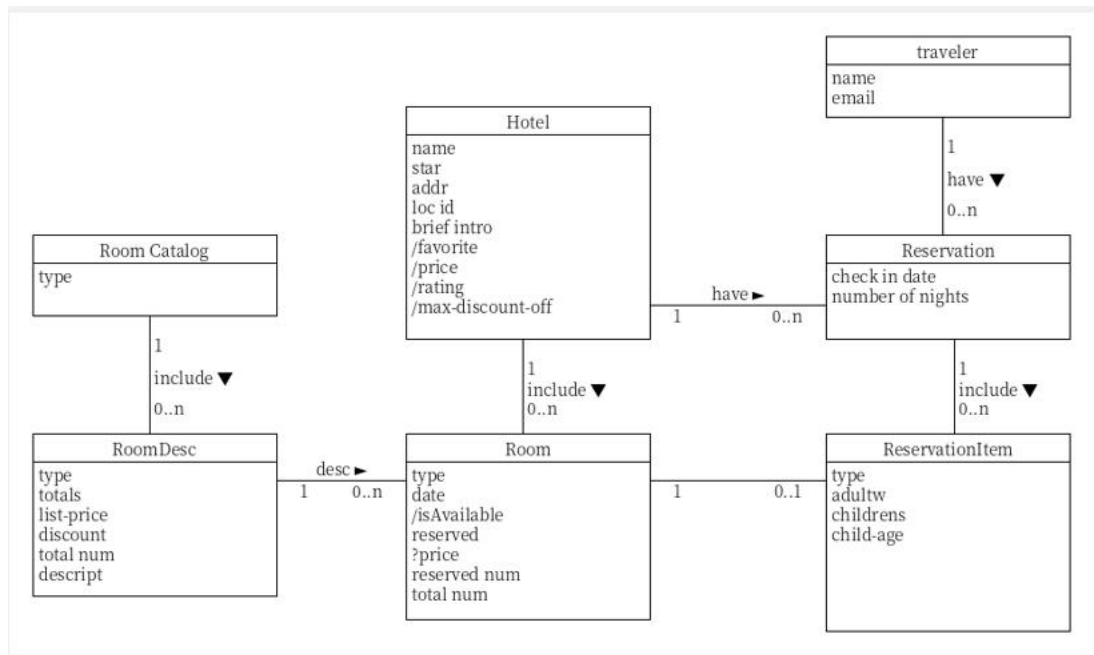 traveler
name
email
1
have ▼
0..n
Hotel
name
star
addr
loc id
brief intro
/favorite
/price
/rating
/max-discount-off
Room Catalog
type
Reservation
check in date
number of nights
have ►
1
0..n
1
include ▼
0..n
1
include ▼
0..n
1
include ▼
0..n
RoomDesc
type
totals
list-price
discount
total num
descript
desc ►
1
0..n
Room
type
date
/isAvailable
reserved
?price
reserved num
total num
1
0..1
ReservationItem
type
adultw
childrens
child-age